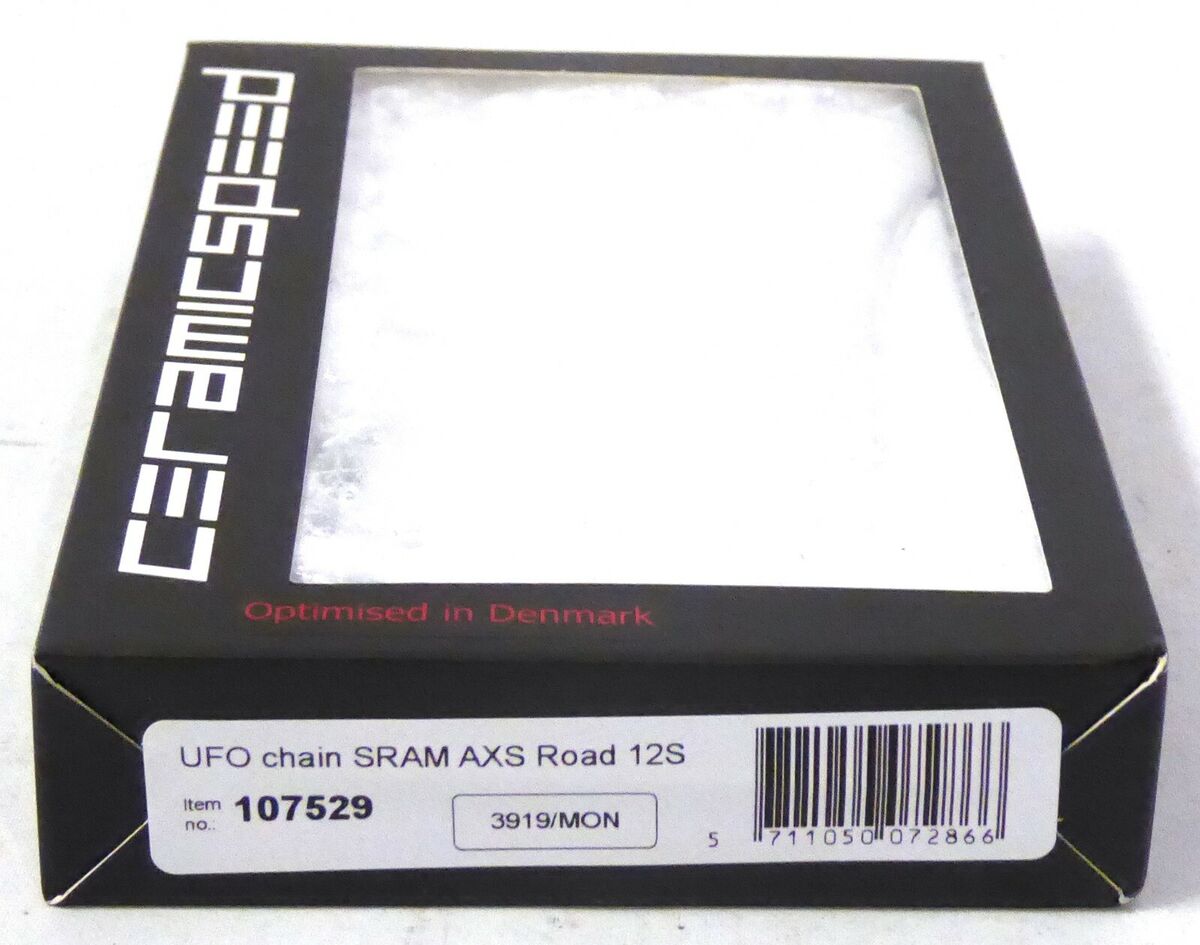 CERAMICSPEED
Optimised in Denmark
UFO chain SRAM AXS Road 12S
Item no.: 107529
3919/MON
5 711050 072866